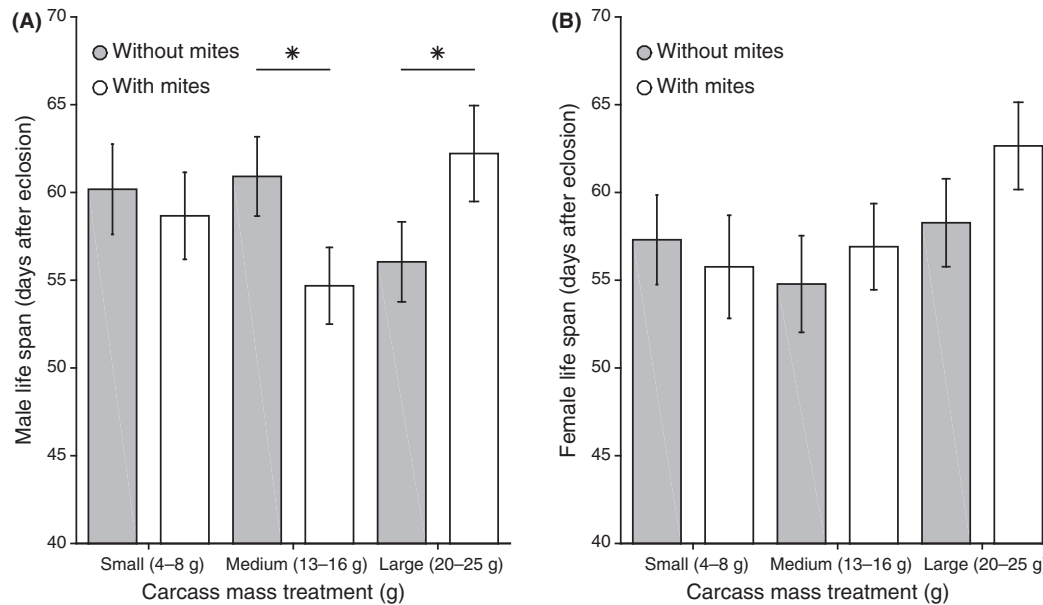 (A)
70
65
60
55
50
45
40
Male life span (days after eclosion)
Without mites
With mites
*
*
Small (4–8 g)
Medium (13–16 g)
Large (20–25 g)
Carcass mass treatment (g)
(B)
70
65
60
55
50
45
40
Female life span (days after eclosion)
Without mites
With mites
Small (4–8 g)
Medium (13–16 g)
Large (20–25 g)
Carcass mass treatment (g)